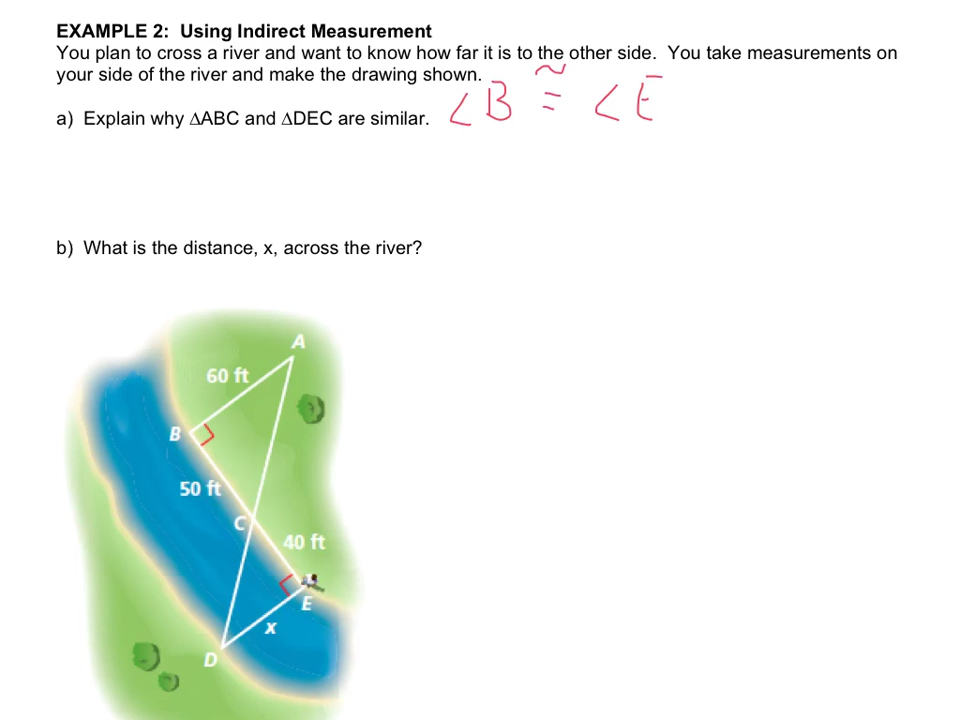 EXAMPLE 2:  Using Indirect Measurement
You plan to cross a river and want to know how far it is to the other side.  You take measurements on
your side of the river and make the drawing shown.
a)  Explain why ΔABC and ΔDEC are similar.  ∠B ≅ ∠E
b)  What is the distance, x, across the river?
A
60 ft
B
50 ft
C
40 ft
E
x
D